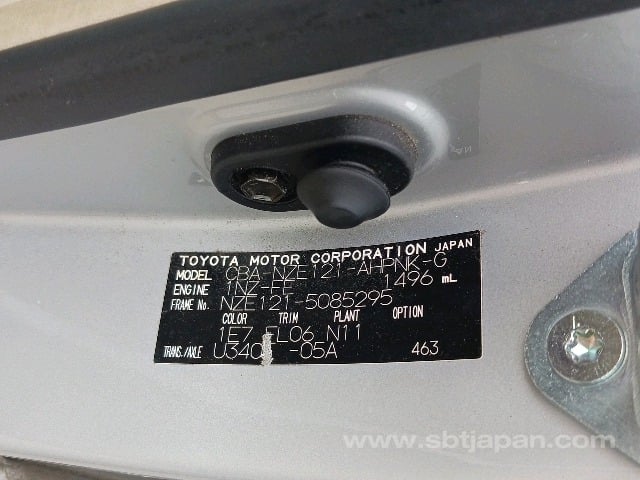 TOYOTA MOTOR CORPORATION JAPAN
MODEL CBA-NZE121-AHPNK-G
ENGINE 1NZ-FE 1496 mL
FRAME No. NZE121-5085295
COLOR TRIM PLANT OPTION
1E7 FL06 N11
TRANS./AXLE -05A 463
www.sbtjapan.com